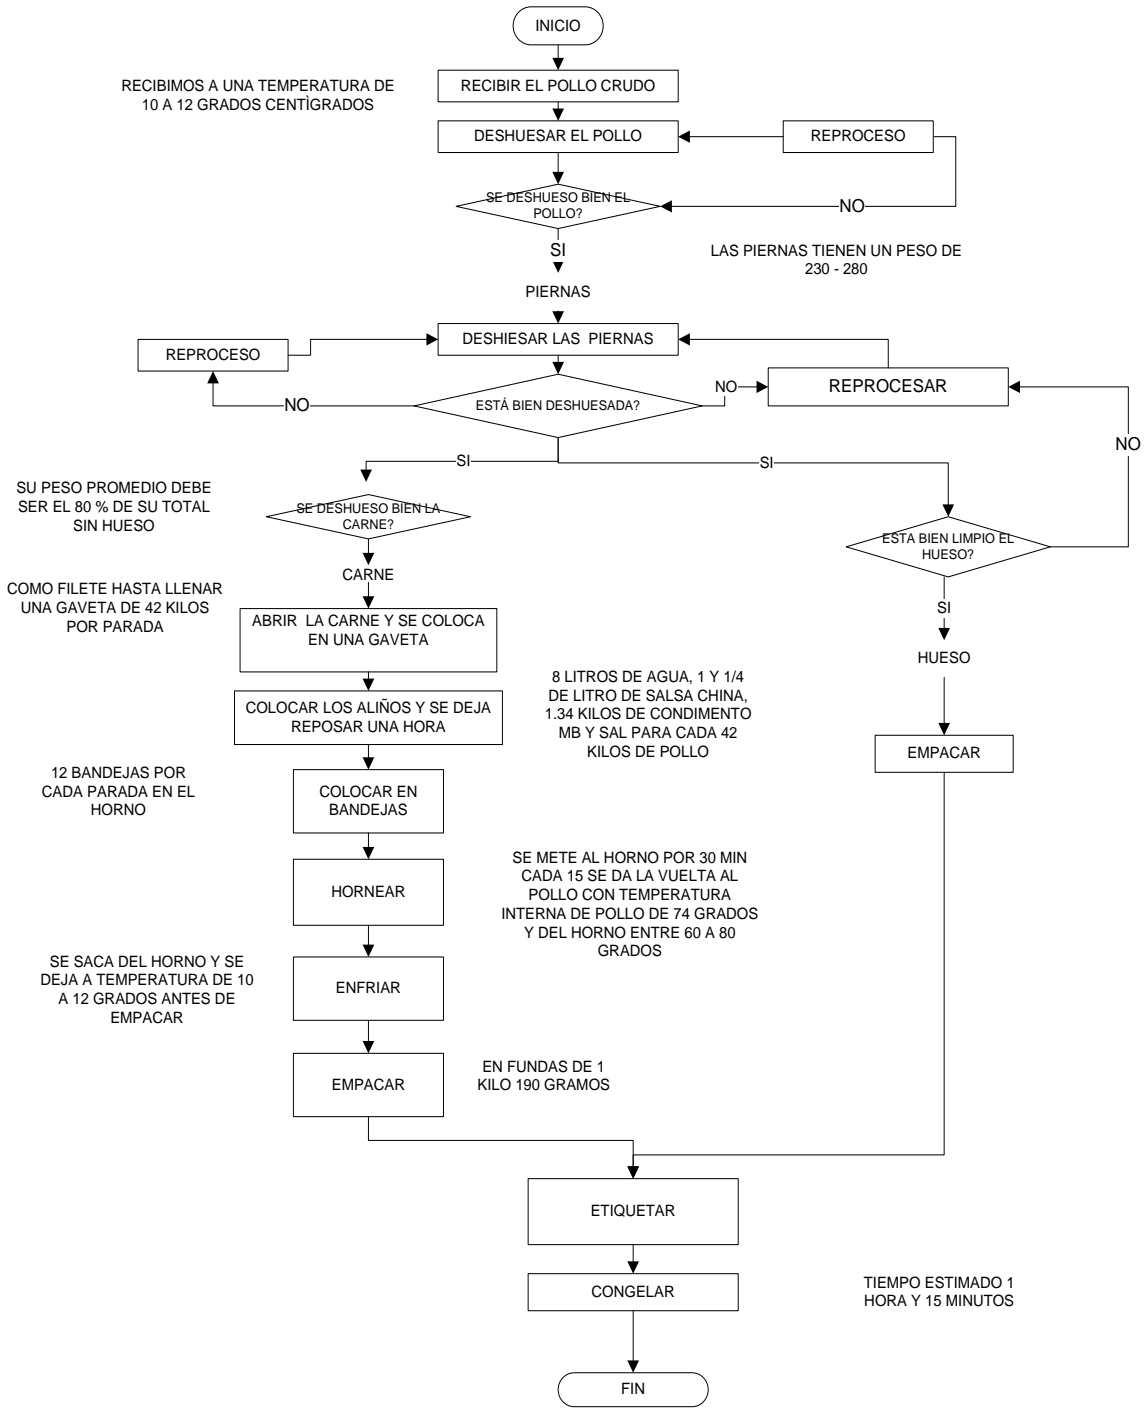 INICIO
RECIBIMOS A UNA TEMPERATURA DE
10 A 12 GRADOS CENTÌGRADOS
RECIBIR EL POLLO CRUDO
DESHUESAR EL POLLO
REPROCESO
SE DESHUESO BIEN EL
POLLO?
NO
SI
LAS PIERNAS TIENEN UN PESO DE
230 - 280
PIERNAS
DESHIESAR LAS PIERNAS
REPROCESO
REPROCESAR
NO
ESTÁ BIEN DESHUESADA?
NO
NO
SI
SI
SU PESO PROMEDIO DEBE
SER EL 80 % DE SU TOTAL
SIN HUESO
SE DESHUESO BIEN LA
CARNE?
ESTA BIEN LIMPIO EL
HUESO?
CARNE
COMO FILETE HASTA LLENAR
UNA GAVETA DE 42 KILOS
POR PARADA
ABRIR LA CARNE Y SE COLOCA
EN UNA GAVETA
SI
HUESO
COLOCAR LOS ALIÑOS Y SE DEJA
REPOSAR UNA HORA
8 LITROS DE AGUA, 1 Y 1/4
DE LITRO DE SALSA CHINA,
1.34 KILOS DE CONDIMENTO
MB Y SAL PARA CADA 42
KILOS DE POLLO
EMPACAR
12 BANDEJAS POR
CADA PARADA EN EL
HORNO
COLOCAR EN
BANDEJAS
HORNEAR
SE METE AL HORNO POR 30 MIN
CADA 15 SE DA LA VUELTA AL
POLLO CON TEMPERATURA
INTERNA DE POLLO DE 74 GRADOS
Y DEL HORNO ENTRE 60 A 80
GRADOS
SE SACA DEL HORNO Y SE
DEJA A TEMPERATURA DE 10
A 12 GRADOS ANTES DE
EMPACAR
ENFRIAR
EMPACAR
EN FUNDAS DE 1
KILO 190 GRAMOS
ETIQUETAR
CONGELAR
TIEMPO ESTIMADO 1
HORA Y 15 MINUTOS
FIN